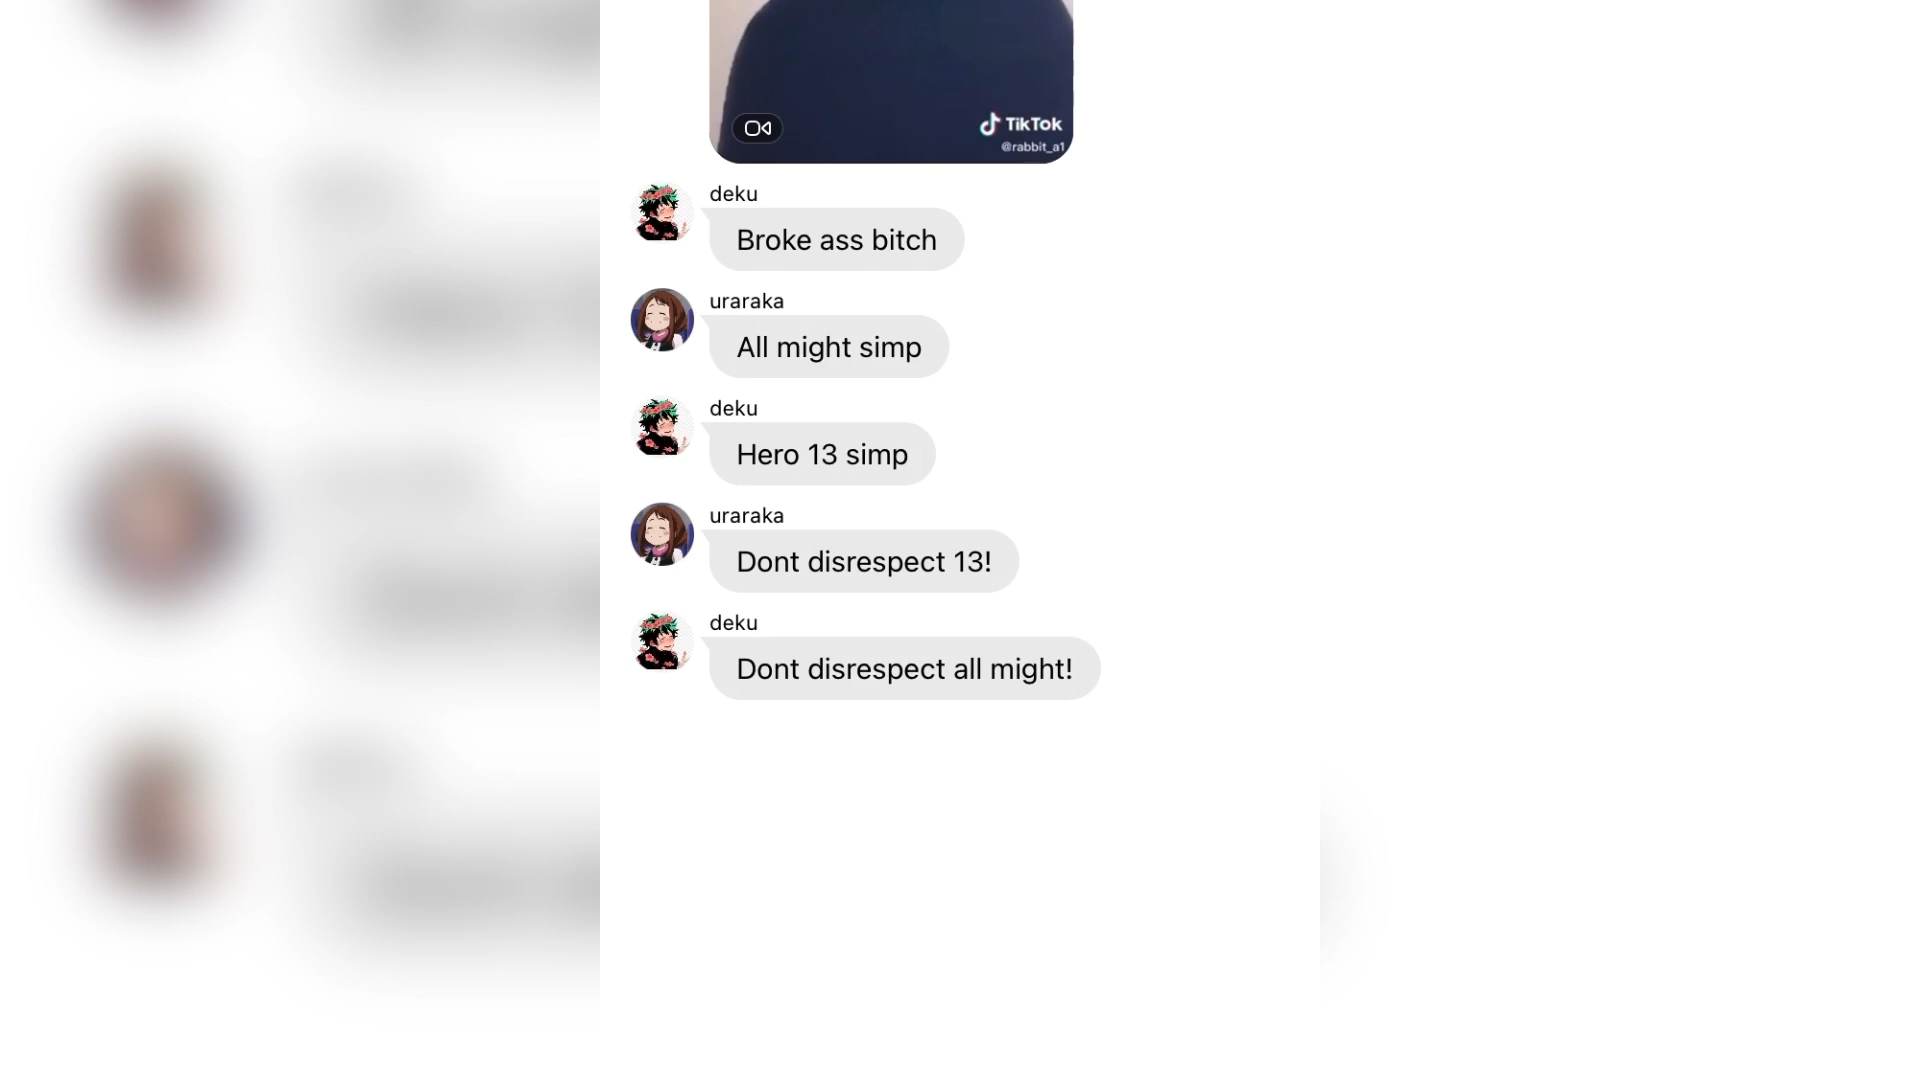 TikTok
@rabbit_a1
deku
Broke ass bitch
uraraka
All might simp
deku
Hero 13 simp
uraraka
Dont disrespect 13!
deku
Dont disrespect all might!